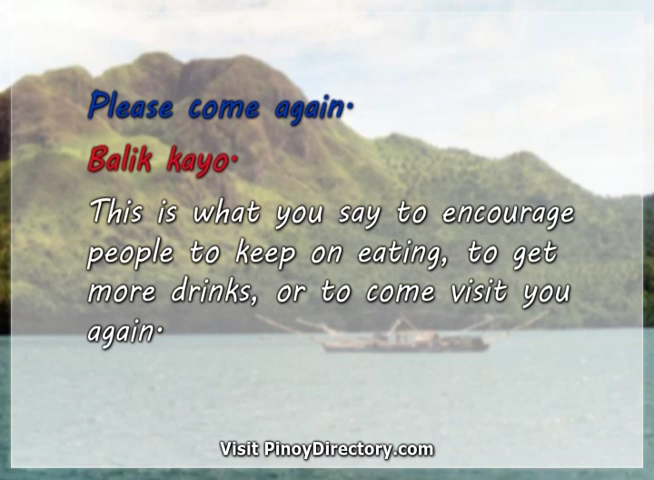 Please come again.
Balik kayo.
This is what you say to encourage
people to keep on eating, to get
more drinks, or to come visit you
again.
Visit PinoyDirectory.com